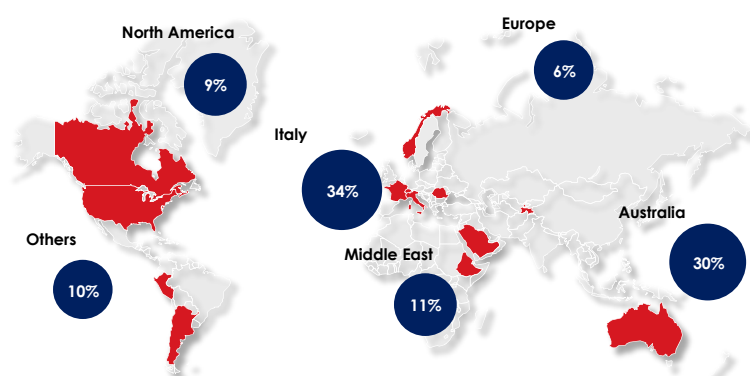 North America
9%
Europe
6%
Italy
34%
Australia
30%
Others
10%
Middle East
11%